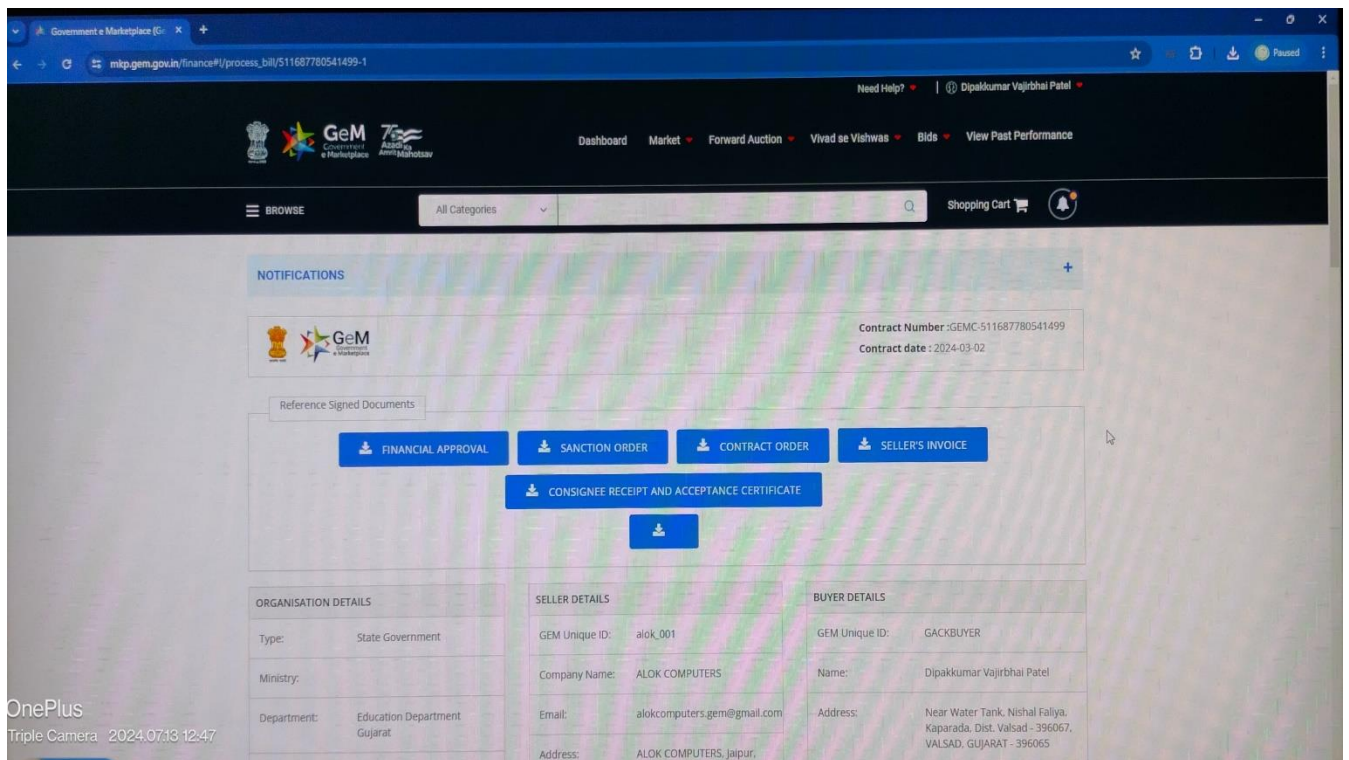 Government e Marketplace (Ge
mkp.gem.gov.in/finance#!/process_bill/511687780541499-1
Paused
Need Help?
Dipakkumar Vajirbhai Patel
GeM
Government
e Marketplace
Azadi Ka
Amrit Mahotsav
Dashboard
Market
Forward Auction
Vivad se Vishwas
Bids
View Past Performance
BROWSE
All Categories
Shopping Cart
NOTIFICATIONS
+
GeM
Government
e Marketplace
Contract Number :GEMC-511687780541499
Contract date : 2024-03-02
Reference Signed Documents
FINANCIAL APPROVAL
SANCTION ORDER
CONTRACT ORDER
SELLER'S INVOICE
CONSIGNEE RECEIPT AND ACCEPTANCE CERTIFICATE
ORGANISATION DETAILS
Type: State Government
Ministry:
Department: Education Department
Gujarat
SELLER DETAILS
GEM Unique ID: alok_001
Company Name: ALOK COMPUTERS
Email: alokcomputers.gem@gmail.com
Address: ALOK COMPUTERS, Jaipur,
BUYER DETAILS
GEM Unique ID: GACKBUYER
Name: Dipakkumar Vajirbhai Patel
Address: Near Water Tank, Nishal Faliya,
Kaparada, Dist. Valsad - 396067,
VALSAD, GUJARAT - 396065
OnePlus
Triple Camera 2024.07.13 12:47